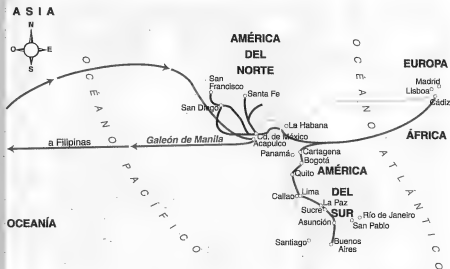 ASIA
N
O E
S
OCÉANO PACÍFICO
AMÉRICA
DEL
NORTE
San
Francisco
Santa Fe
San Diego
OCÉANO ATLÁNTICO
EUROPA
Madrid
Lisboa
Cádiz
La Habana
Cd. de México
Acapulco
ÁFRICA
a Filipinas
Galeón de Manila
Panamá
Cartagena
Bogotá
Quito
AMÉRICA
DEL
SUR
Callao
Lima
La Paz
Sucre
Asunción
Río de Janeiro
San Pablo
OCEANÍA
Santiago
Buenos
Aires